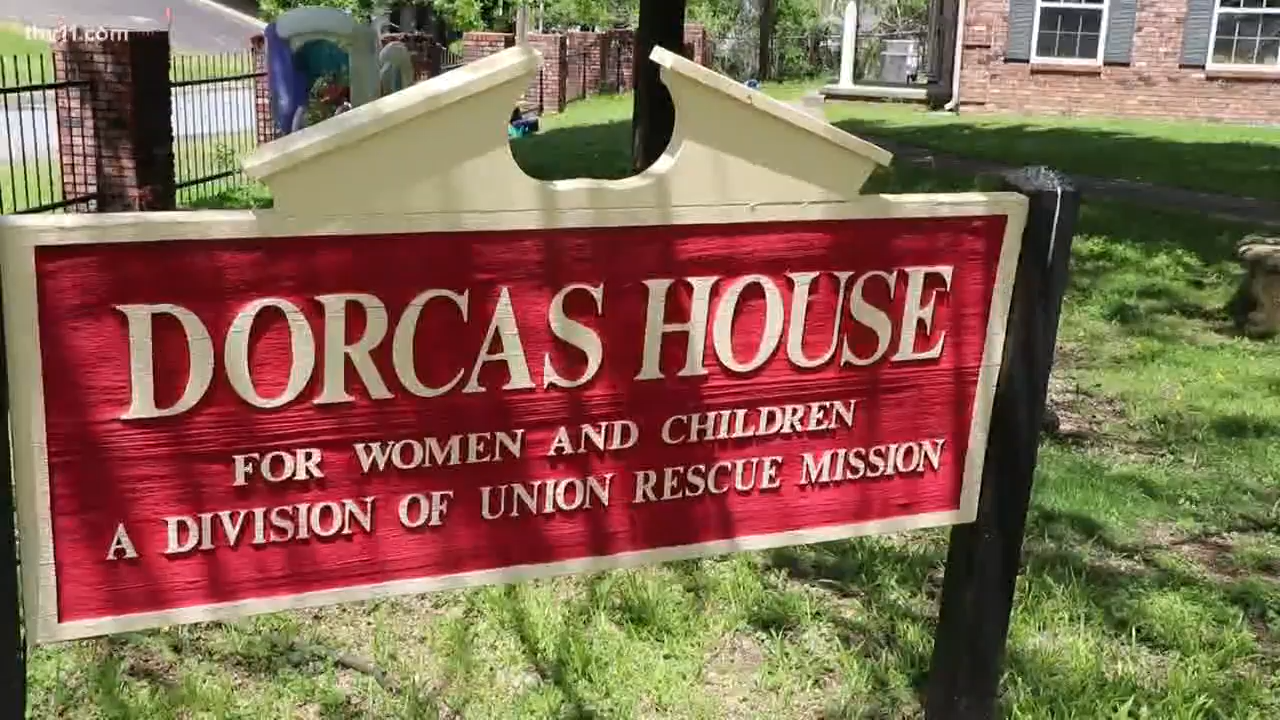 thv11.com
DORCAS HOUSE
FOR WOMEN AND CHILDREN
A DIVISION OF UNION RESCUE MISSION